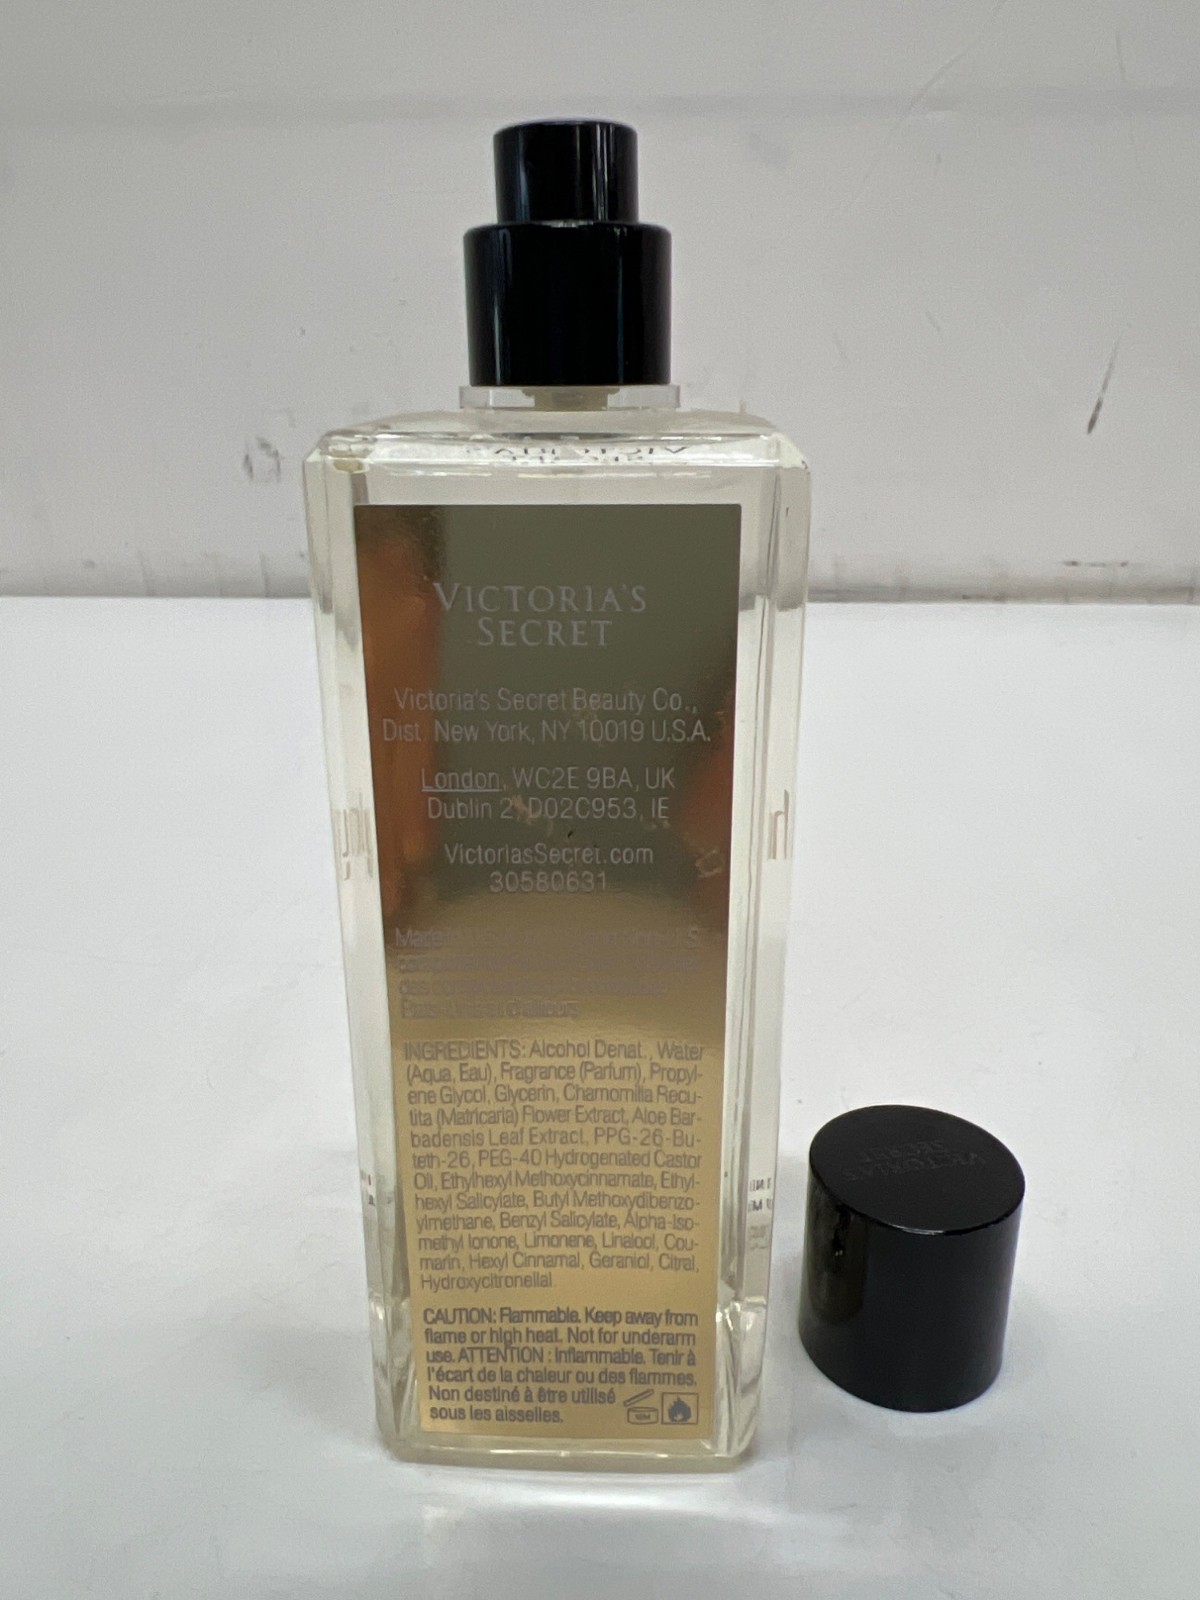 VICTORIA'S
SECRET
Victoria's Secret Beauty Co.,
Dist. New York, NY 10019 U.S.A.
London, WC2E 9BA, UK
Dublin 2, D02C953, IE
VictoriasSecret.com
30580631
INGREDIENTS: Alcohol Denat., Water
(Aqua, Eau), Fragrance (Parfum), Propyl-
ene Glycol, Glycerin, Chamomilla Recu-
tita (Matricaria) Flower Extract, Aloe Bar-
badensis Leaf Extract, PPG-26-Bu-
teth-26, PEG-40 Hydrogenated Castor
Oil, Ethylhexyl Methoxycinnamate, Ethyl-
hexyl Salicylate, Butyl Methoxydibenzo-
ylmethane, Benzyl Salicylate, Alpha-Iso-
methyl Ionone, Limonene, Linalool, Cou-
marin, Hexyl Cinnamal, Geraniol, Citral,
Hydroxycitronellal.
CAUTION: Flammable. Keep away from
flame or high heat. Not for underarm
use. ATTENTION : Inflammable. Tenir à
l'écart de la chaleur ou des flammes.
Non destiné à être utilisé
sous les aisselles.
VICTORIA'S
SECRET